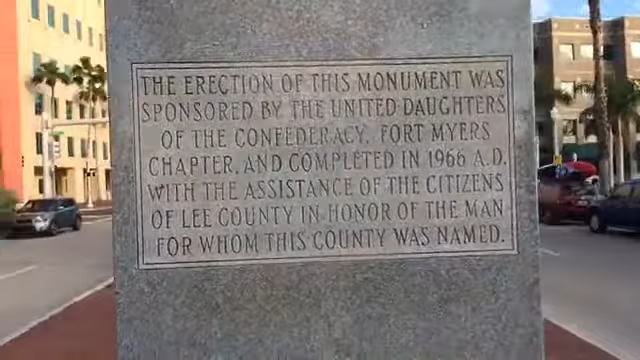 THE ERECTION OF THIS MONUMENT WAS
SPONSORED BY THE UNITED DAUGHTERS
OF THE CONFEDERACY, FORT MYERS
CHAPTER, AND COMPLETED IN 1966 A.D.
WITH THE ASSISTANCE OF THE CITIZENS
OF LEE COUNTY IN HONOR OF THE MAN
FOR WHOM THIS COUNTY WAS NAMED.